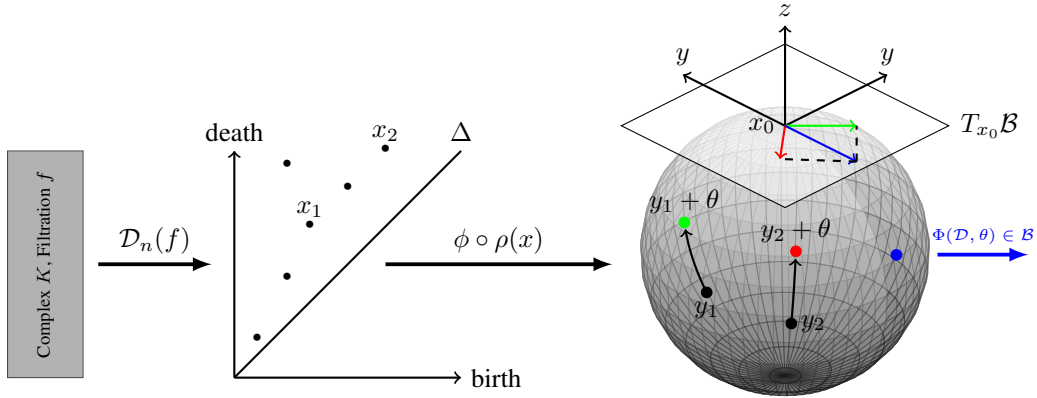 Complex K, Filtration f
𝒟ₙ(f)
death
birth
Δ
x₁
x₂
ϕ ∘ ρ(x)
z
y
y
x₀
Tₓ₀ℬ
y₁ + θ
y₂ + θ
y₁
y₂
Φ(𝒟, θ) ∈ ℬ